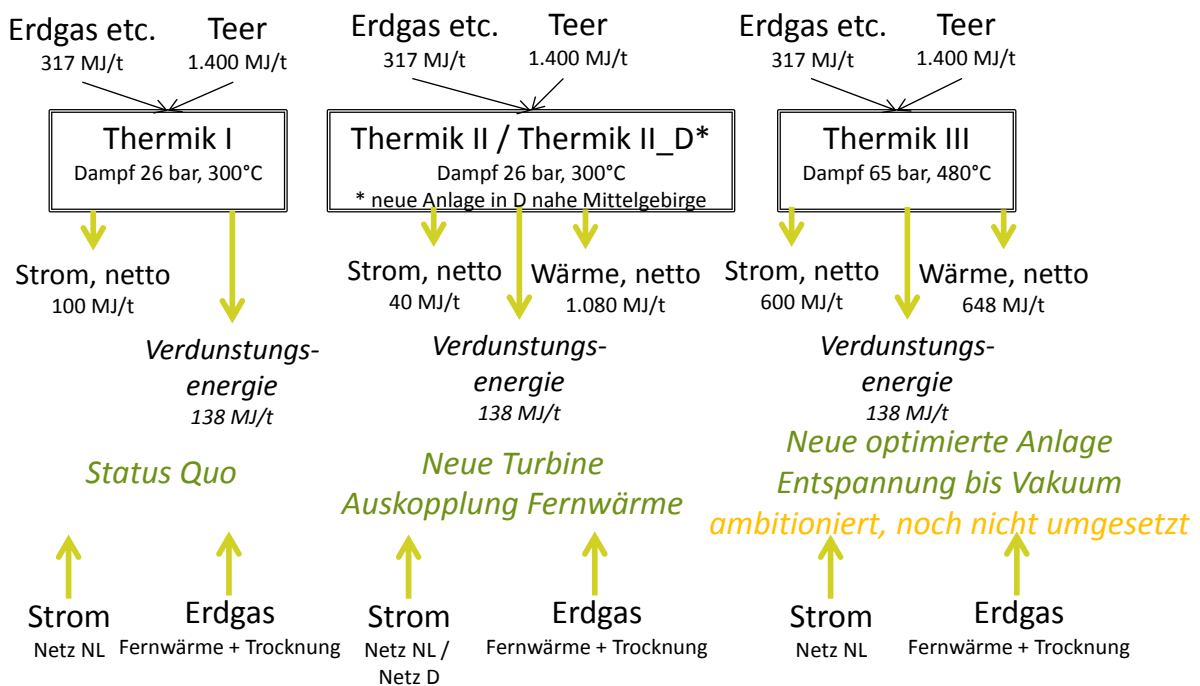 Erdgas etc.
317 MJ/t
Teer
1.400 MJ/t
Thermik I
Dampf 26 bar, 300°C
Strom, netto
100 MJ/t
Verdunstungs-
energie
138 MJ/t
Status Quo
Strom
Netz NL
Erdgas
Fernwärme + Trocknung
Erdgas etc.
317 MJ/t
Teer
1.400 MJ/t
Thermik II / Thermik II_D*
Dampf 26 bar, 300°C
* neue Anlage in D nahe Mittelgebirge
Strom, netto
40 MJ/t
Wärme, netto
1.080 MJ/t
Verdunstungs-
energie
138 MJ/t
Neue Turbine
Auskopplung Fernwärme
Strom
Netz NL /
Netz D
Erdgas
Fernwärme + Trocknung
Erdgas etc.
317 MJ/t
Teer
1.400 MJ/t
Thermik III
Dampf 65 bar, 480°C
Strom, netto
600 MJ/t
Wärme, netto
648 MJ/t
Verdunstungs-
energie
138 MJ/t
Neue optimierte Anlage
Entspannung bis Vakuum
ambitioniert, noch nicht umgesetzt
Strom
Netz NL
Erdgas
Fernwärme + Trocknung